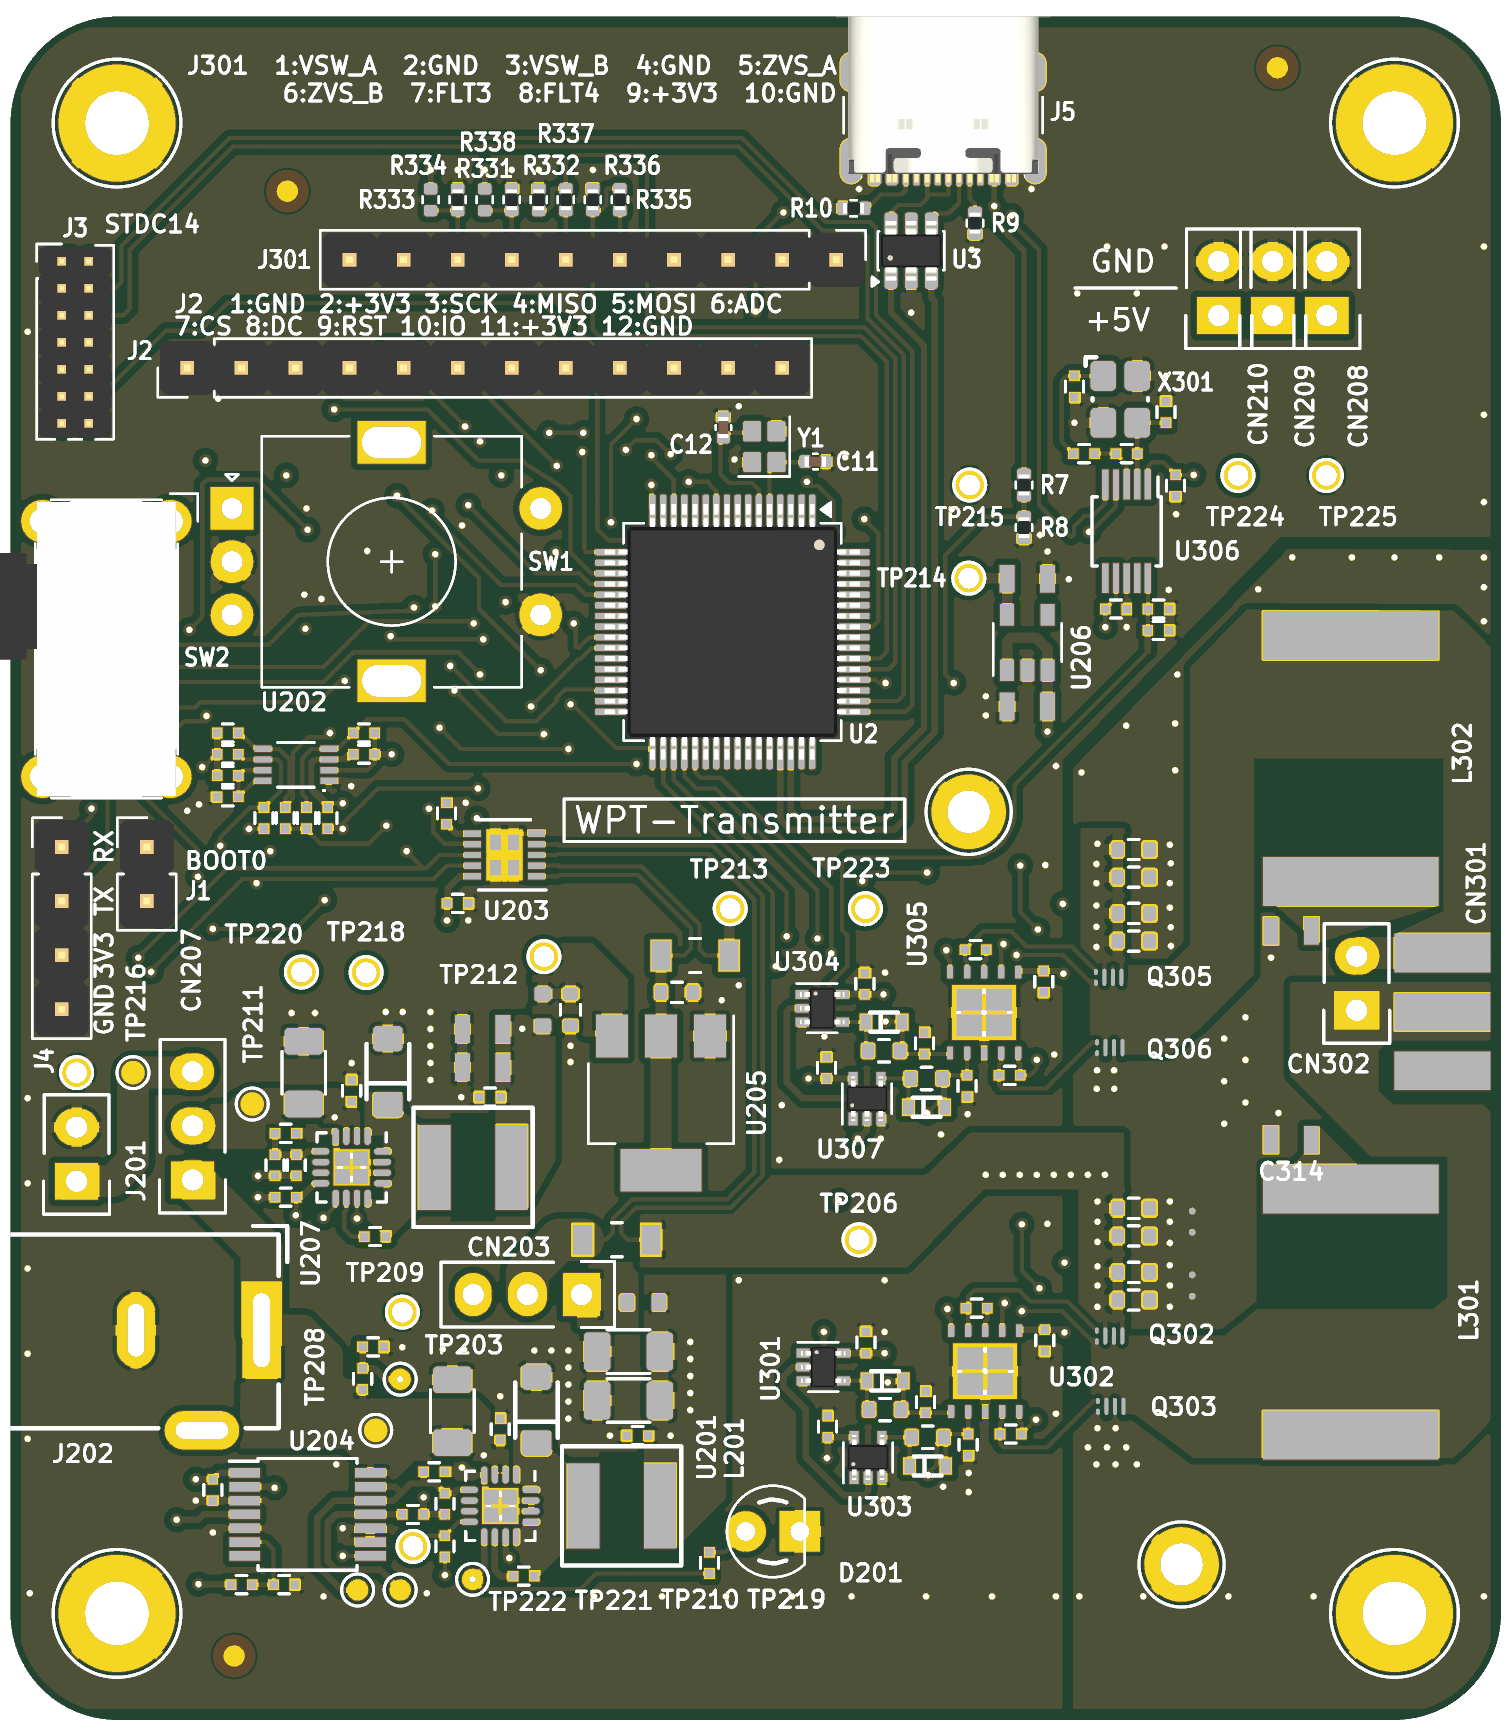 J301 1:VSW_A 2:GND 3:VSW_B 4:GND 5:ZVS_A
6:ZVS_B 7:FLT3 8:FLT4 9:+3V3 10:GND
J5
R337
R338
R334 R331 R332 R336
R333 R335
R10 R9
J3 STDC14
J301 U3
GND
+5V
J2 1:GND 2:+3V3 3:SCK 4:MISO 5:MOSI 6:ADC
7:CS 8:DC 9:RST 10:IO 11:+3V3 12:GND
J2
X301
CN210
CN209
CN208
C12 Y1 C11
R7
TP215 TP224 TP225
R8
U306
SW1
TP214
SW2
U206
U202
U2
L302
WPT-Transmitter
RX
BOOT0
J1
TP213 TP223
TX
CN301
U203
U305
TP220 TP218
3V3
GND
TP216
CN207
TP212
U304
Q305
TP211
J4
Q306
CN302
U205
U307
J201
C314
TP206
U207
CN203
TP209
L301
TP203
Q302
TP208
U301
U302
Q303
J202
U204
U201
L201
U303
D201
TP222 TP221 TP210 TP219